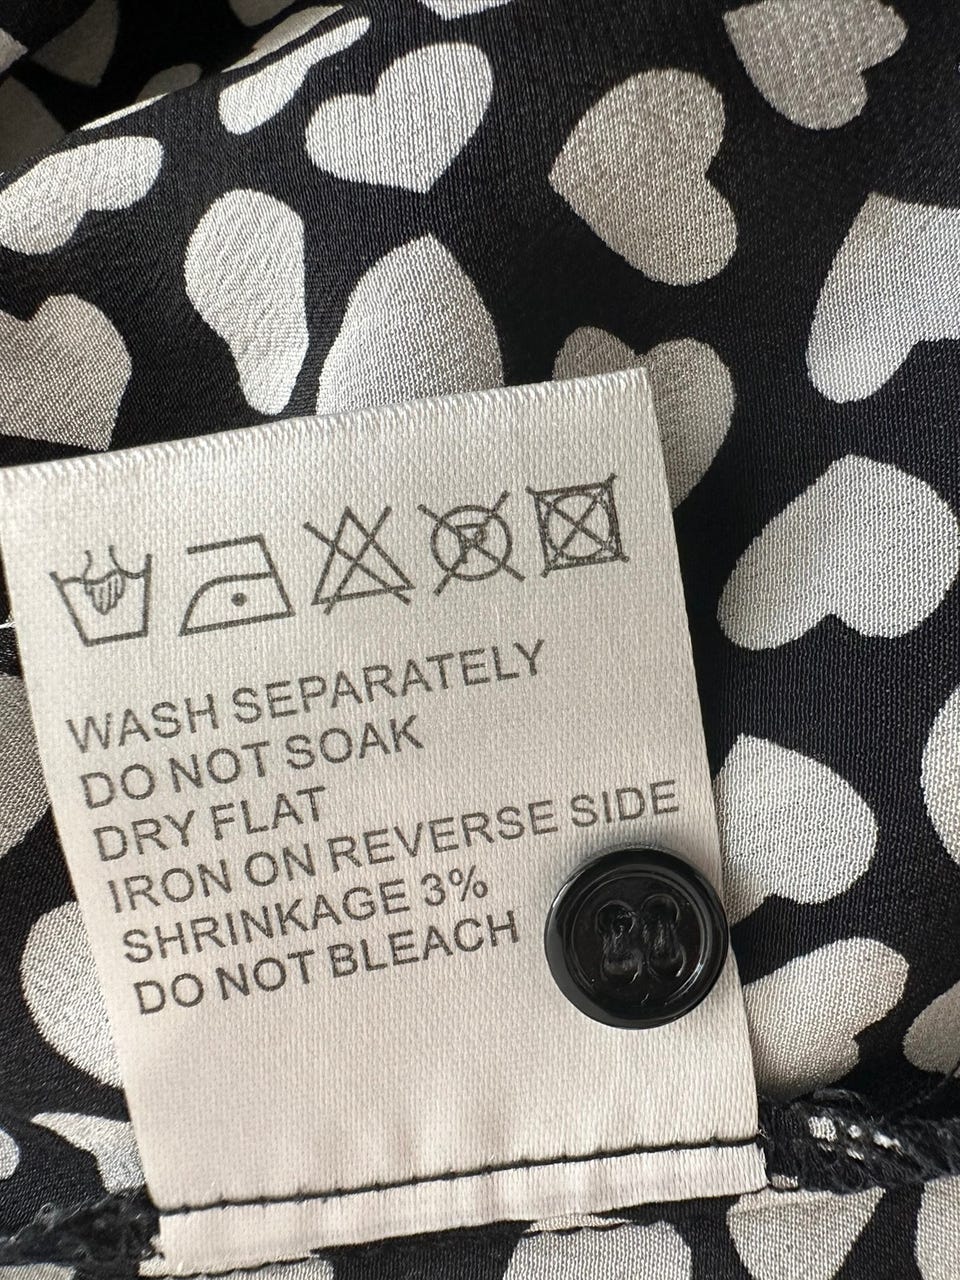 WASH SEPARATELY
DO NOT SOAK
DRY FLAT
IRON ON REVERSE SIDE
SHRINKAGE 3%
DO NOT BLEACH